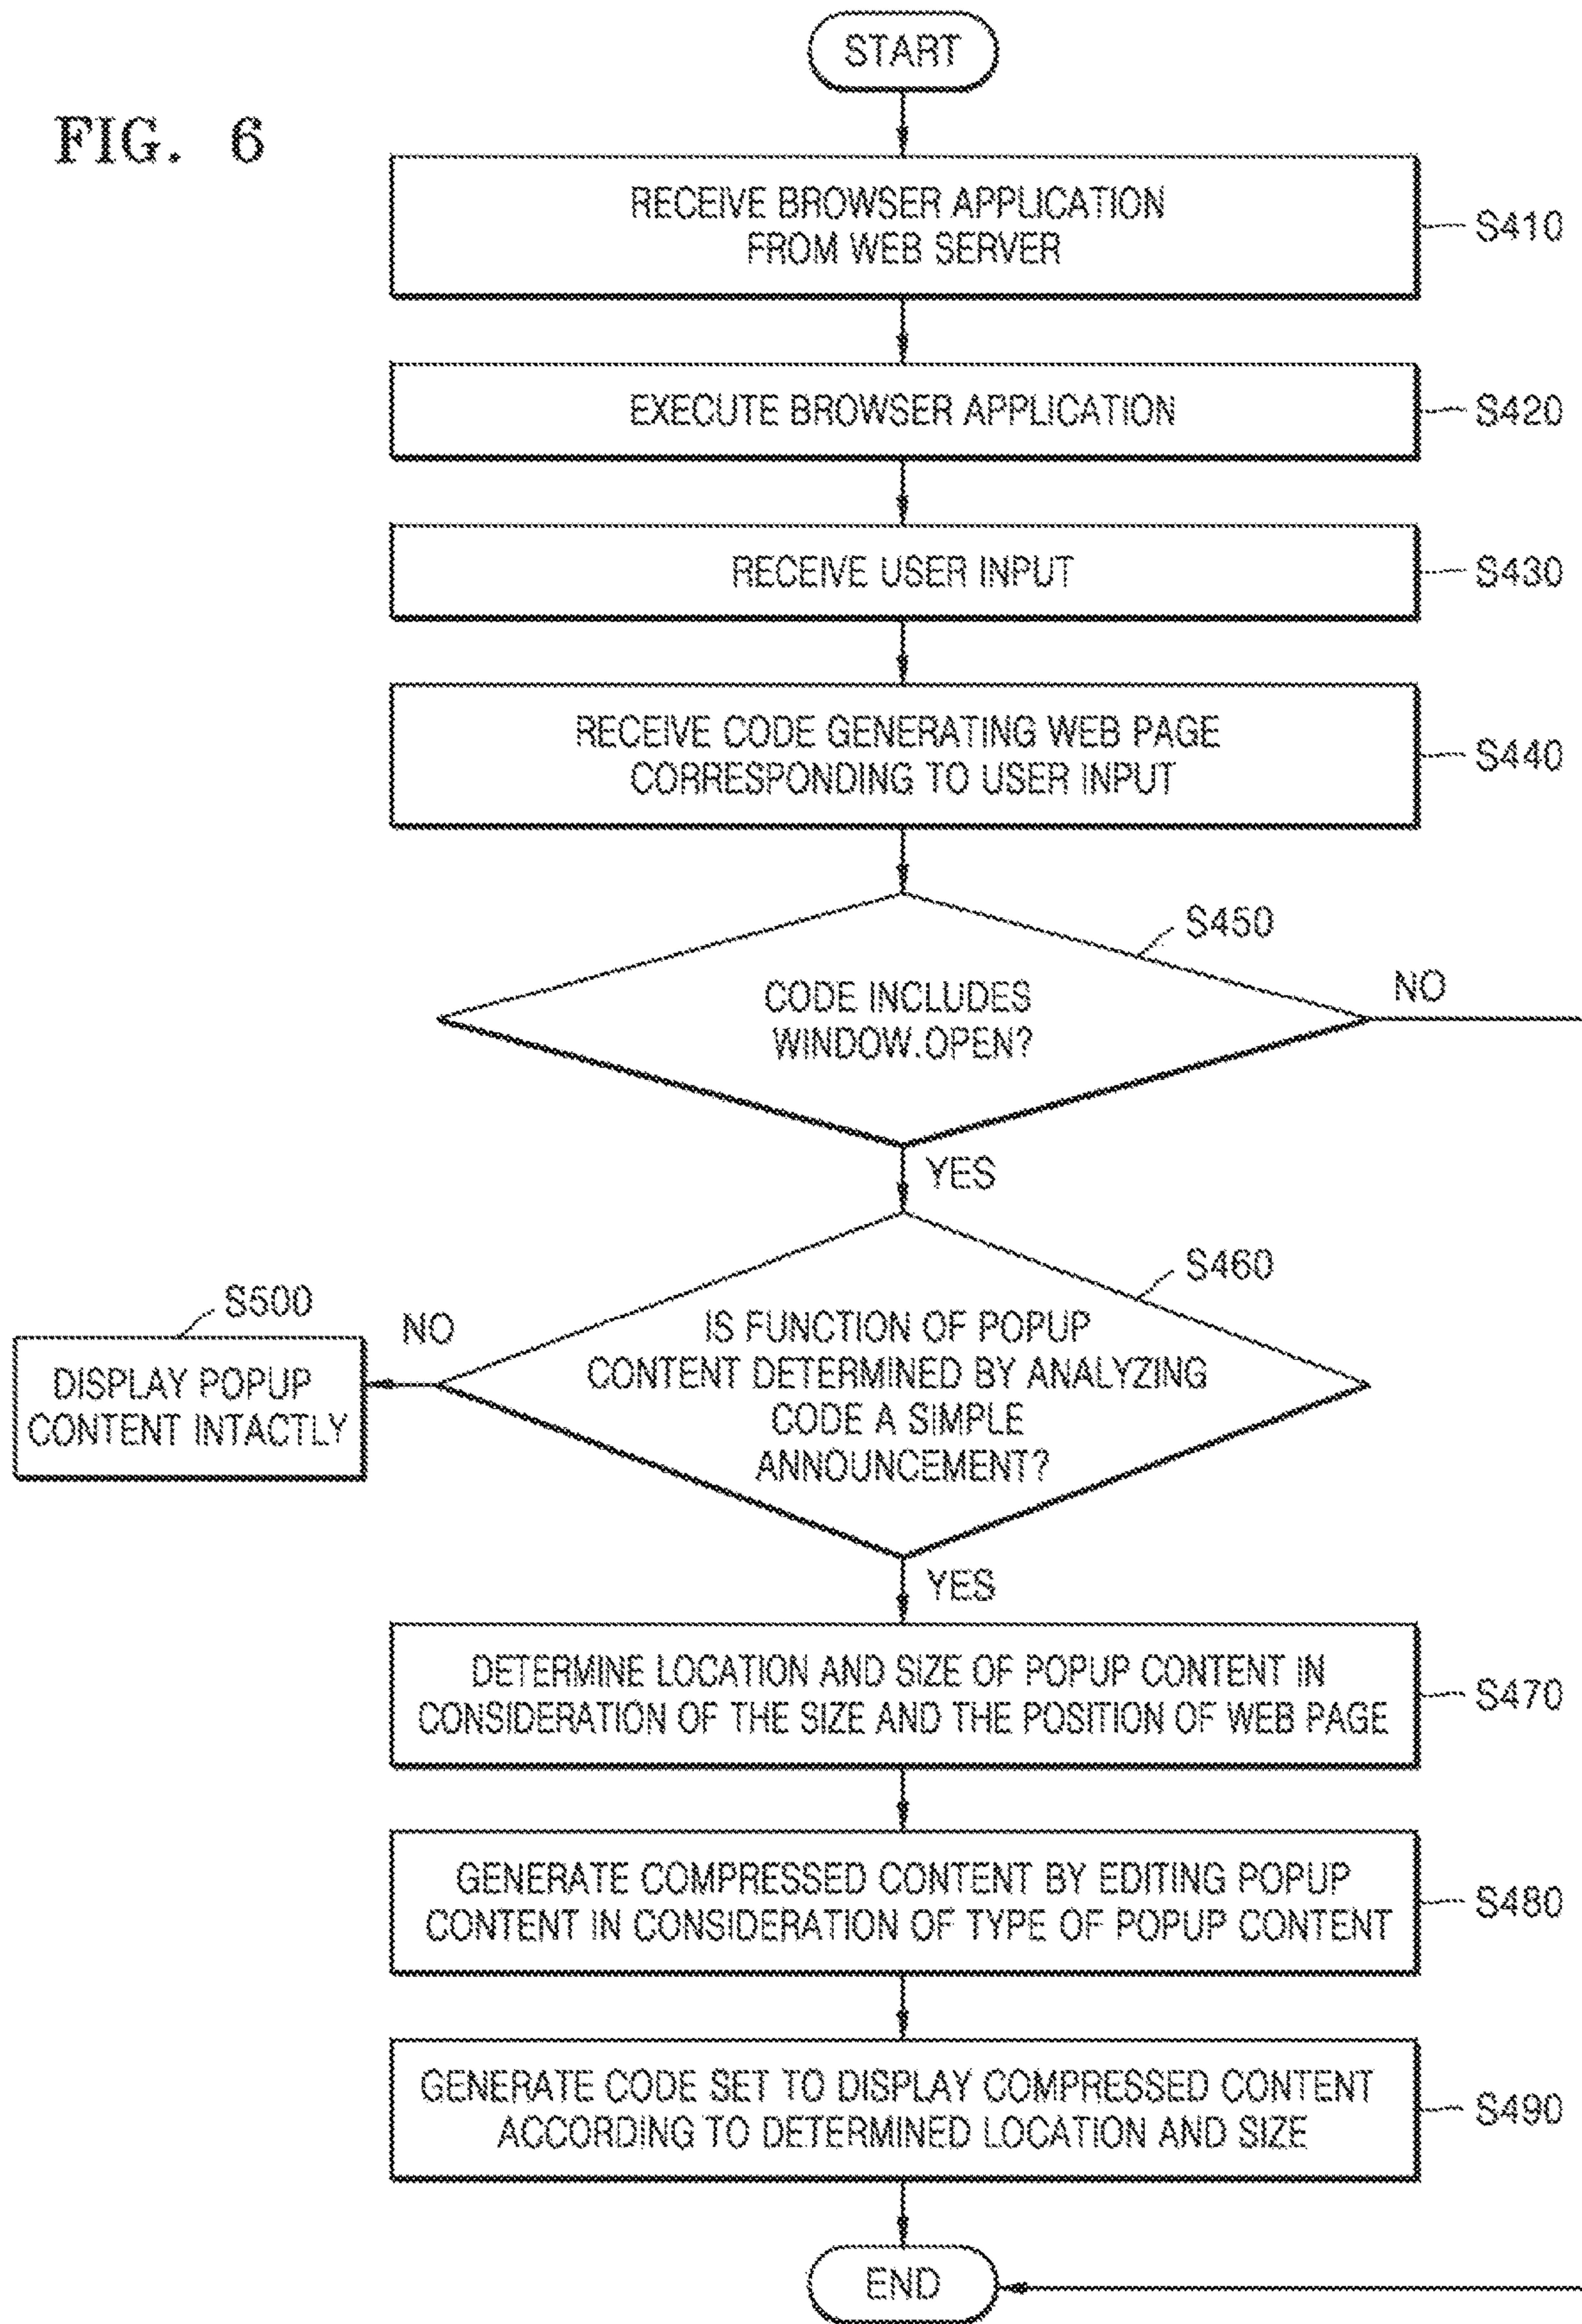 START
FIG. 6
RECEIVE BROWSER APPLICATION
FROM WEB SERVER
S410
EXECUTE BROWSER APPLICATION
S420
RECEIVE USER INPUT
S430
RECEIVE CODE GENERATING WEB PAGE
CORRESPONDING TO USER INPUT
S440
S450
CODE INCLUDES
WINDOW.OPEN?
NO
YES
S460
IS FUNCTION OF POPUP
CONTENT DETERMINED BY ANALYZING
CODE A SIMPLE
ANNOUNCEMENT?
NO
S500
DISPLAY POPUP
CONTENT INTACTLY
YES
DETERMINE LOCATION AND SIZE OF POPUP CONTENT IN
CONSIDERATION OF THE SIZE AND THE POSITION OF WEB PAGE
S470
GENERATE COMPRESSED CONTENT BY EDITING POPUP
CONTENT IN CONSIDERATION OF TYPE OF POPUP CONTENT
S480
GENERATE CODE SET TO DISPLAY COMPRESSED CONTENT
ACCORDING TO DETERMINED LOCATION AND SIZE
S490
END